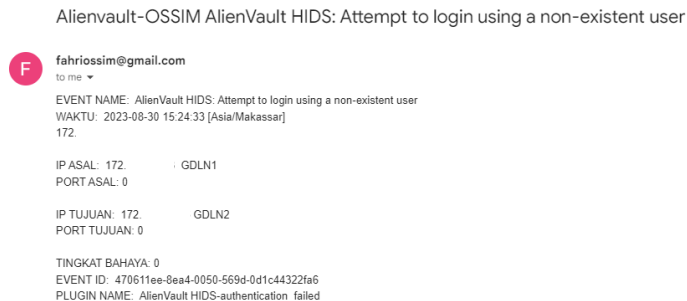 Alienvault-OSSIM AlienVault HIDS: Attempt to login using a non-existent user
F
fahriossim@gmail.com
to me
EVENT NAME: AlienVault HIDS: Attempt to login using a non-existent user
WAKTU: 2023-08-30 15:24:33 [Asia/Makassar]
172.
IP ASAL: 172. GDLN1
PORT ASAL: 0
IP TUJUAN: 172. GDLN2
PORT TUJUAN: 0
TINGKAT BAHAYA: 0
EVENT ID: 470611ee-8ea4-0050-569d-0d1c44322fa6
PLUGIN NAME: AlienVault HIDS-authentication_failed